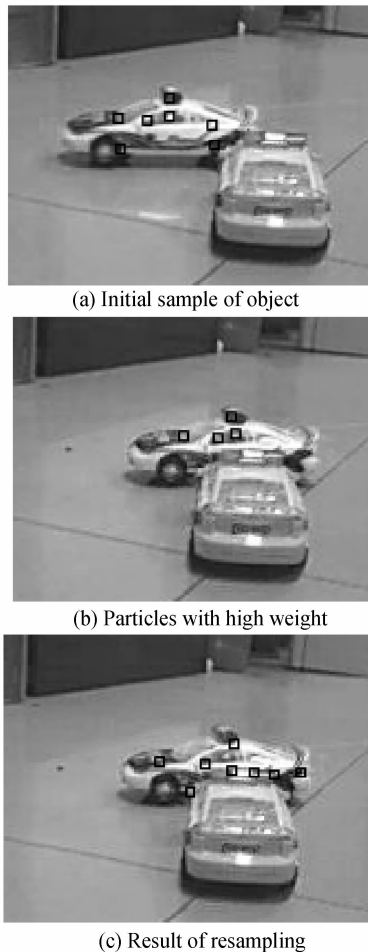 (a) Initial sample of object
(b) Particles with high weight
(c) Result of resampling